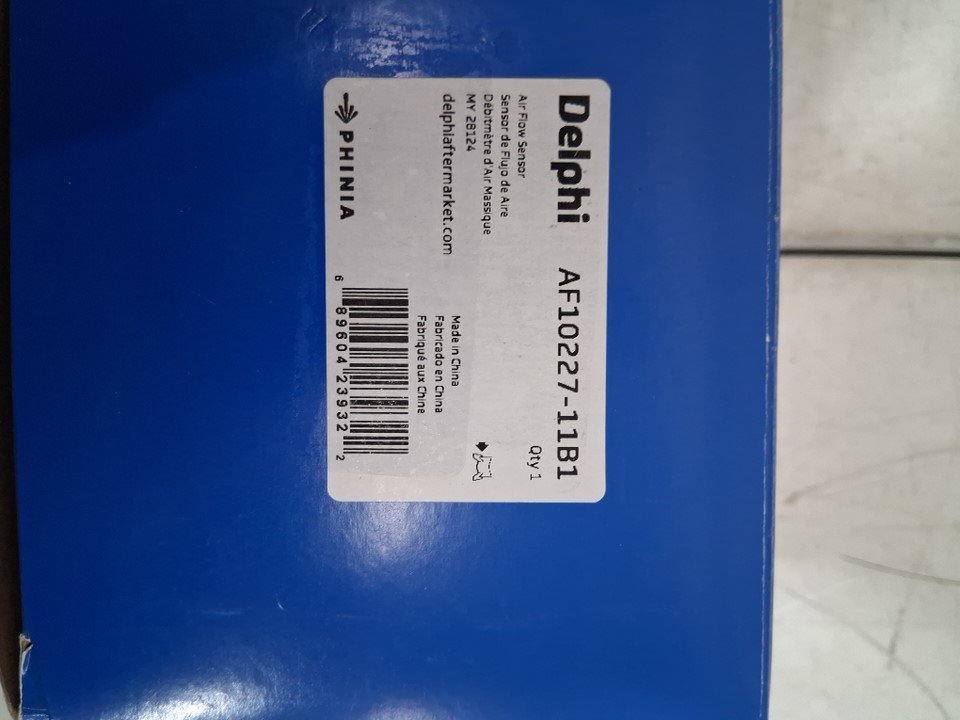 Delphi AF10227-11B1
Qty 1
Air Flow Sensor
Sensor de Flujo de Aire
Débitmètre d'Air Massique
MY 28124
delphiaftermarket.com
Made in China
Fabricado en China
Fabriqué aux Chine
PHINIA
6 89604 23932 2